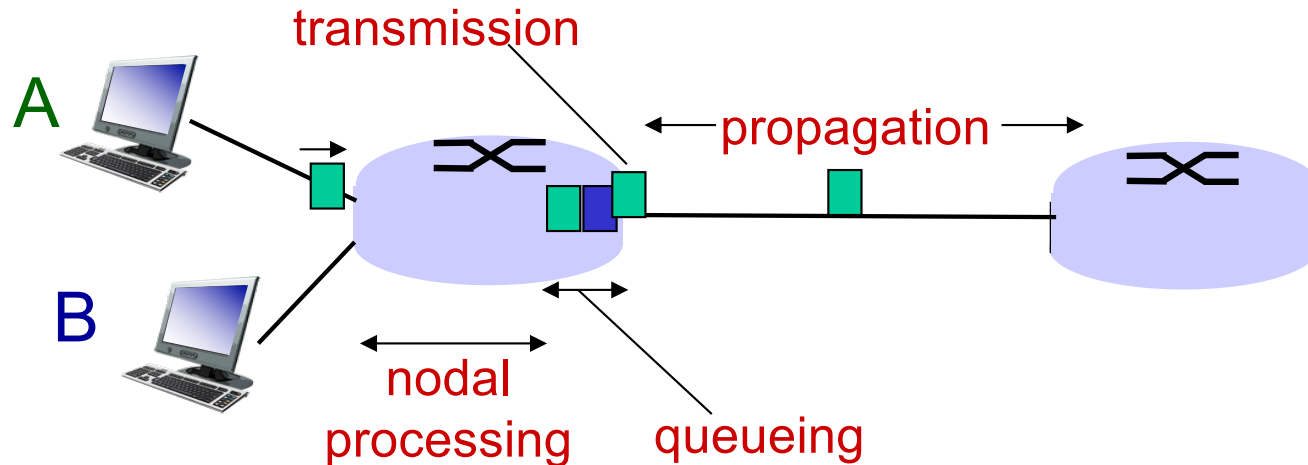 transmission
A
propagation
B
nodal
processing
queueing